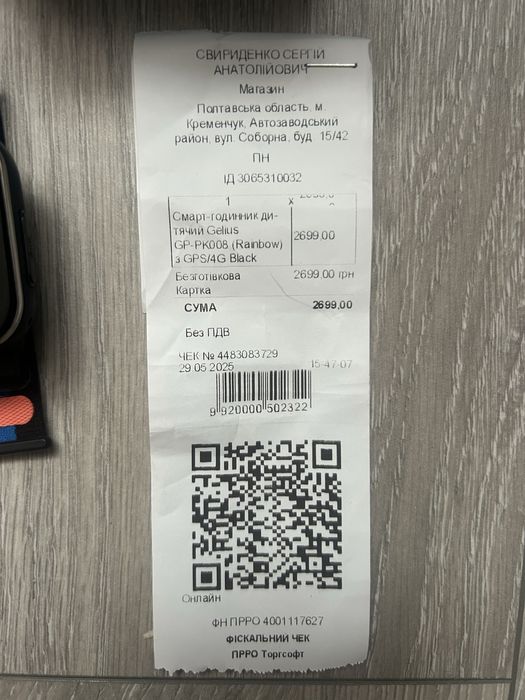 СВИРИДЕНКО СЕРГІЙ
АНАТОЛІЙОВИЧ
Магазин
Полтавська область, м.
Кременчук, Автозаводський
район, вул. Соборна, буд. 15/42
ПН
ІД 3065310032
1 X
Смарт-годинник ди-
тячий Gelius
GP-PK008 (Rainbow)
з GPS/4G Black
2699,00
Безготівкова 2699,00 грн
Картка
СУМА 2699,00
Без ПДВ
ЧЕК № 4483083729
29.05.2025 15-47-07
9 920000 502322
Онлайн
ФН ПРРО 4001117627
ФІСКАЛЬНИЙ ЧЕК
ПРРО Торгсофт